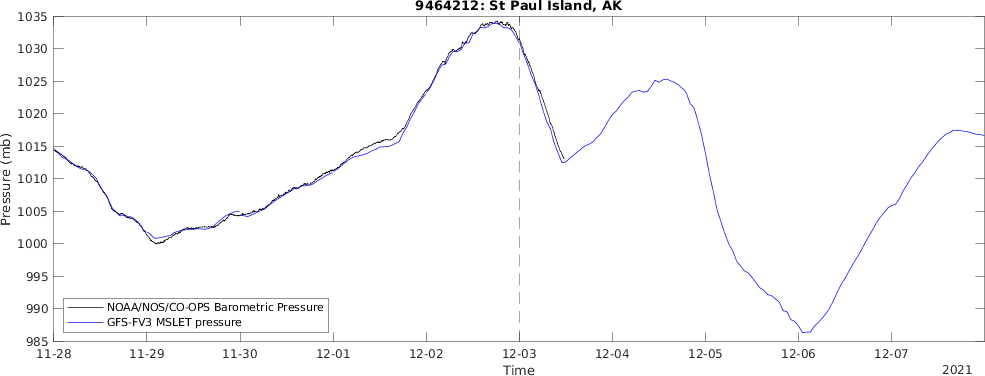 9464212: St Paul Island, AK
Pressure (mb)
1035
1030
1025
1020
1015
1010
1005
1000
995
990
985
NOAA/NOS/CO-OPS Barometric Pressure
GFS-FV3 MSLET pressure
11-28 11-29 11-30 12-01 12-02 12-03 12-04 12-05 12-06 12-07
Time
2021